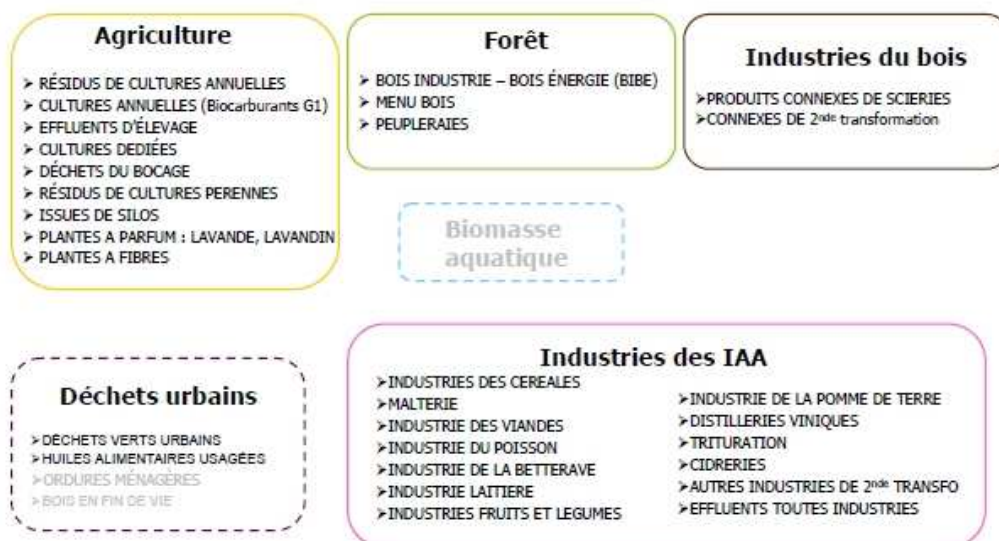 Agriculture
➤ RÉSIDUS DE CULTURES ANNUELLES
➤ CULTURES ANNUELLES (Biocarburants G1)
➤ EFFLUENTS D'ÉLEVAGE
➤ CULTURES DEDIÉES
➤ DÉCHETS DU BOCAGE
➤ RÉSIDUS DE CULTURES PERENNES
➤ ISSUES DE SILOS
➤ PLANTES A PARFUM : LAVANDE, LAVANDIN
➤ PLANTES A FIBRES
Forêt
➤ BOIS INDUSTRIE – BOIS ÉNERGIE (BIBE)
➤ MENU BOIS
➤ PEUPLERAIES
Industries du bois
➤PRODUITS CONNEXES DE SCIERIES
➤CONNEXES DE 2nde transformation
Biomasse
aquatique
Déchets urbains
➤DÉCHETS VERTS URBAINS
➤HUILES ALIMENTAIRES USAGÉES
➤ORDURES MÉNAGÈRES
➤BOIS EN FIN DE VIE
Industries des IAA
➤INDUSTRIES DES CEREALES
➤MALTERIE
➤INDUSTRIE DES VIANDES
➤INDUSTRIE DU POISSON
➤INDUSTRIE DE LA BETTERAVE
➤INDUSTRIE LAITIERE
➤INDUSTRIES FRUITS ET LEGUMES
➤INDUSTRIE DE LA POMME DE TERRE
➤DISTILLERIES VINIQUES
➤TRITURATION
➤CIDRERIES
➤AUTRES INDUSTRIES DE 2nde TRANSFO
➤EFFLUENTS TOUTES INDUSTRIES